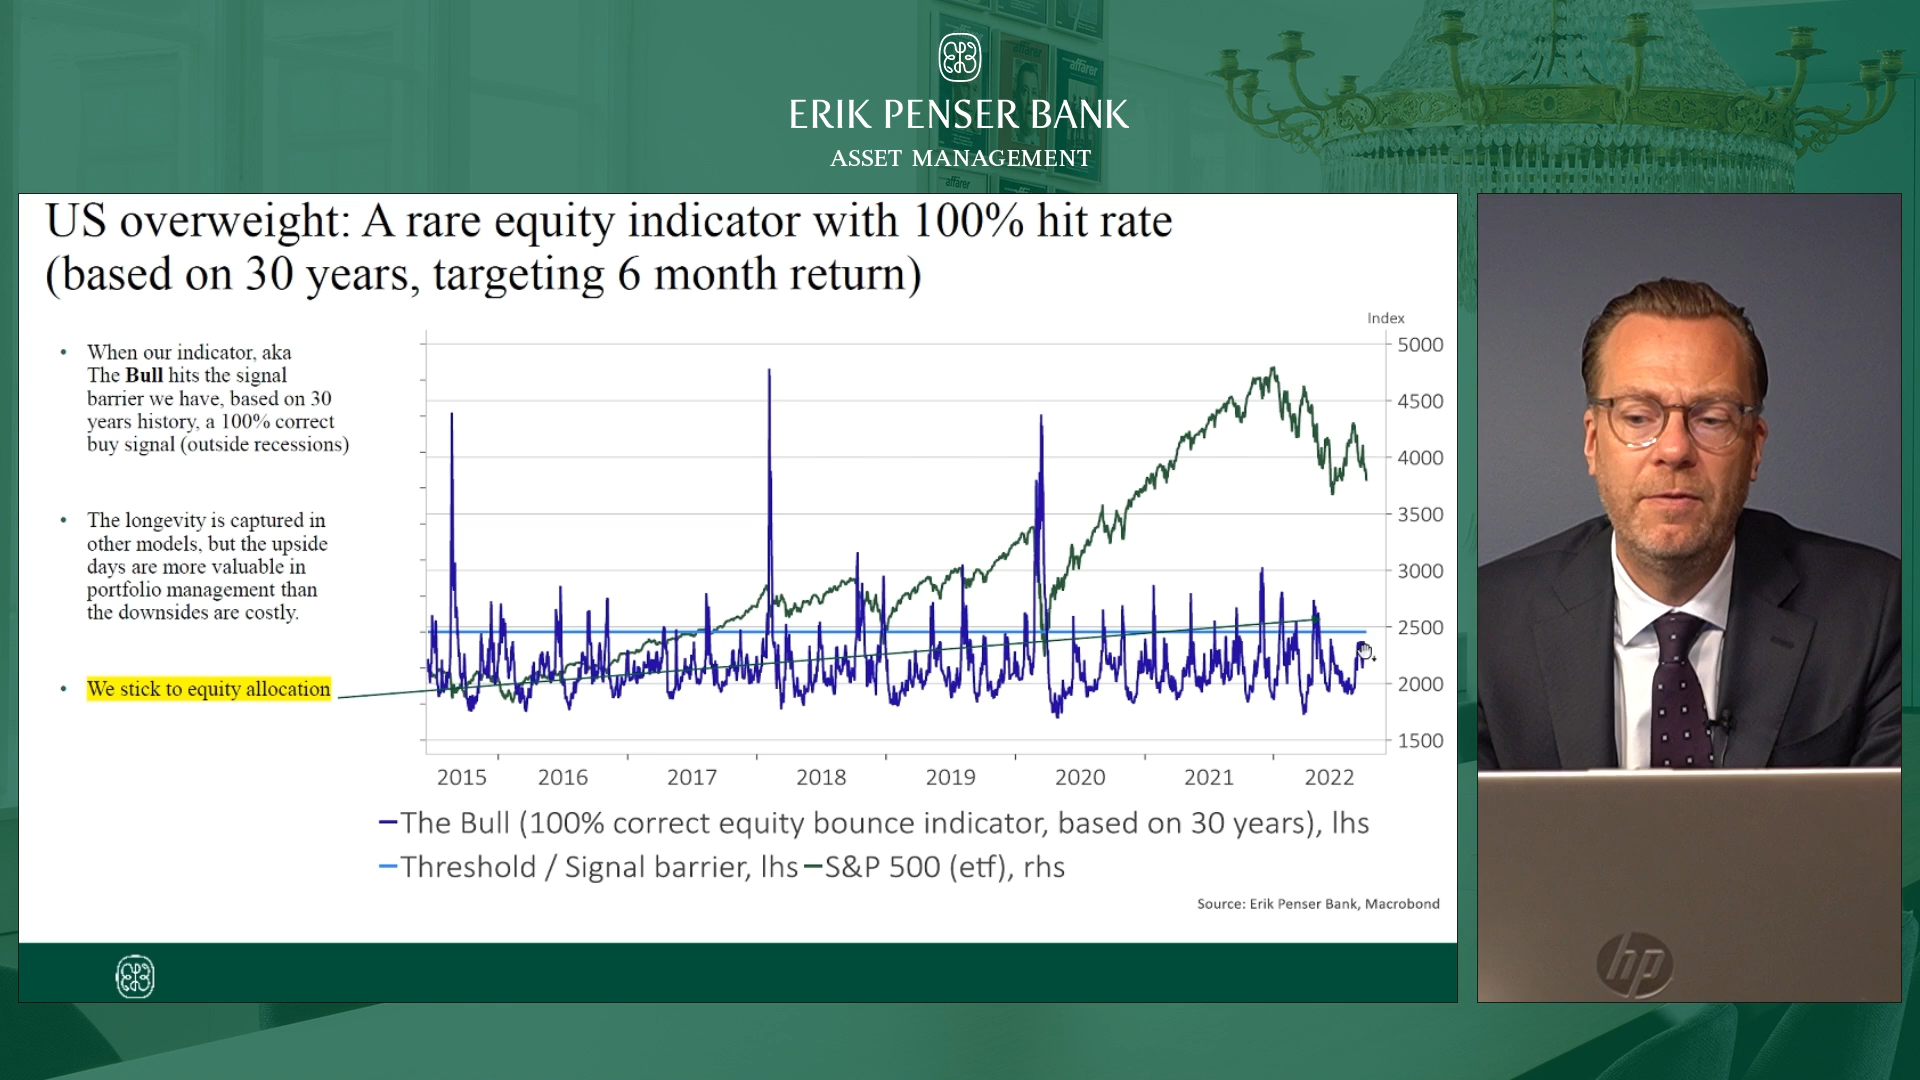 affärer
affärer
affärer
ERIK PENSER BANK
ASSET MANAGEMENT
US overweight: A rare equity indicator with 100% hit rate
(based on 30 years, targeting 6 month return)
• When our indicator, aka
The Bull hits the signal
barrier we have, based on 30
years history, a 100% correct
buy signal (outside recessions)
• The longevity is captured in
other models, but the upside
days are more valuable in
portfolio management than
the downsides are costly.
• We stick to equity allocation
Index
5000
4500
4000
3500
3000
2500
2000
1500
2015 2016 2017 2018 2019 2020 2021 2022
The Bull (100% correct equity bounce indicator, based on 30 years), lhs
Threshold / Signal barrier, lhs S&P 500 (etf), rhs
Source: Erik Penser Bank, Macrobond
hp